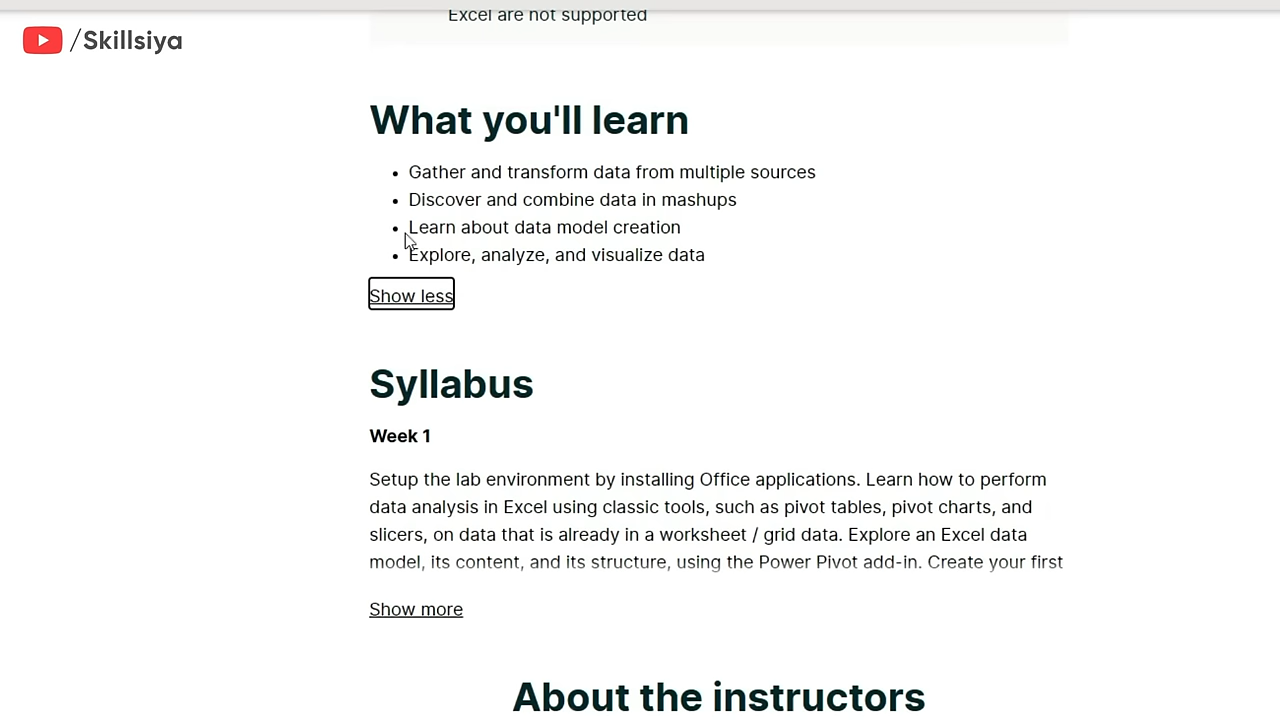 Excel are not supported
/Skillsiya
What you'll learn
• Gather and transform data from multiple sources
• Discover and combine data in mashups
• Learn about data model creation
• Explore, analyze, and visualize data
Show less
Syllabus
Week 1
Setup the lab environment by installing Office applications. Learn how to perform
data analysis in Excel using classic tools, such as pivot tables, pivot charts, and
slicers, on data that is already in a worksheet / grid data. Explore an Excel data
model, its content, and its structure, using the Power Pivot add-in. Create your first
Show more
About the instructors